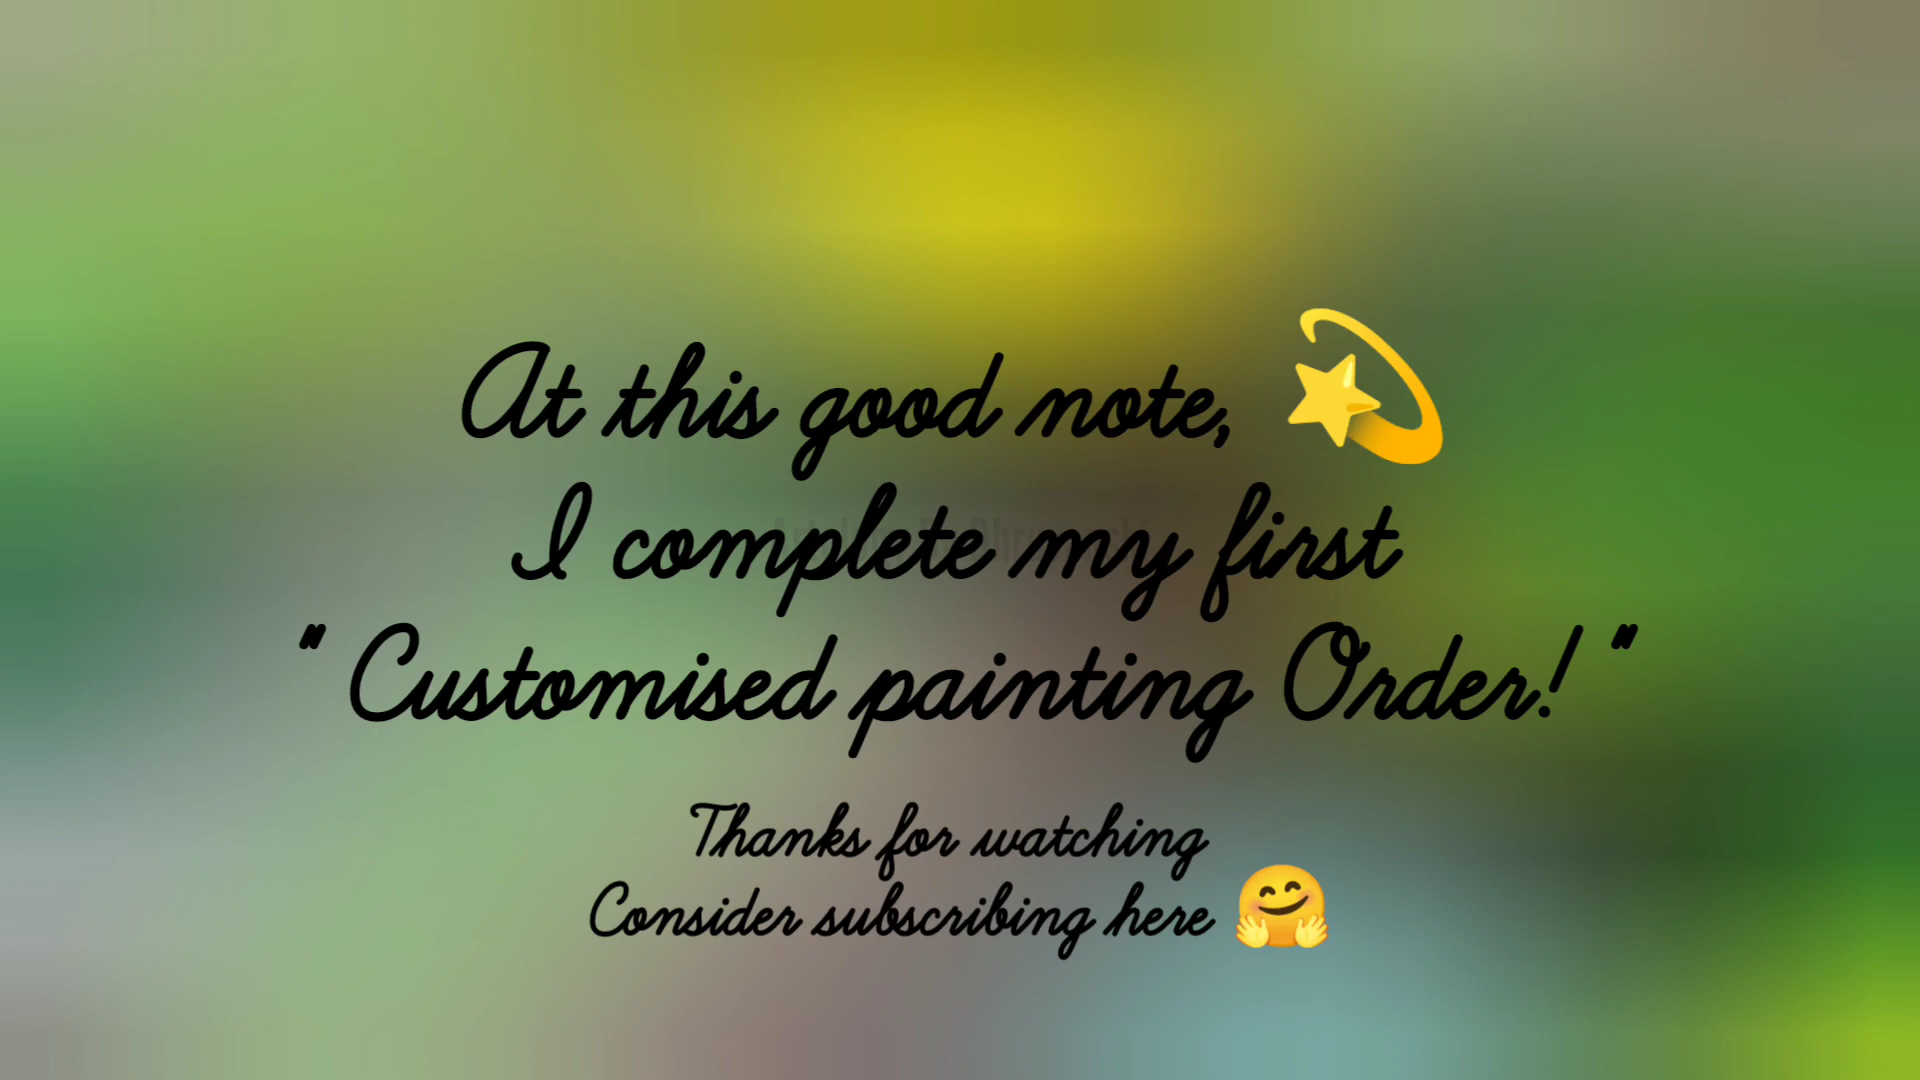 At this good note, 💫
I complete my first
" Customised painting Order! "
Thanks for watching
Consider subscribing here 🤗